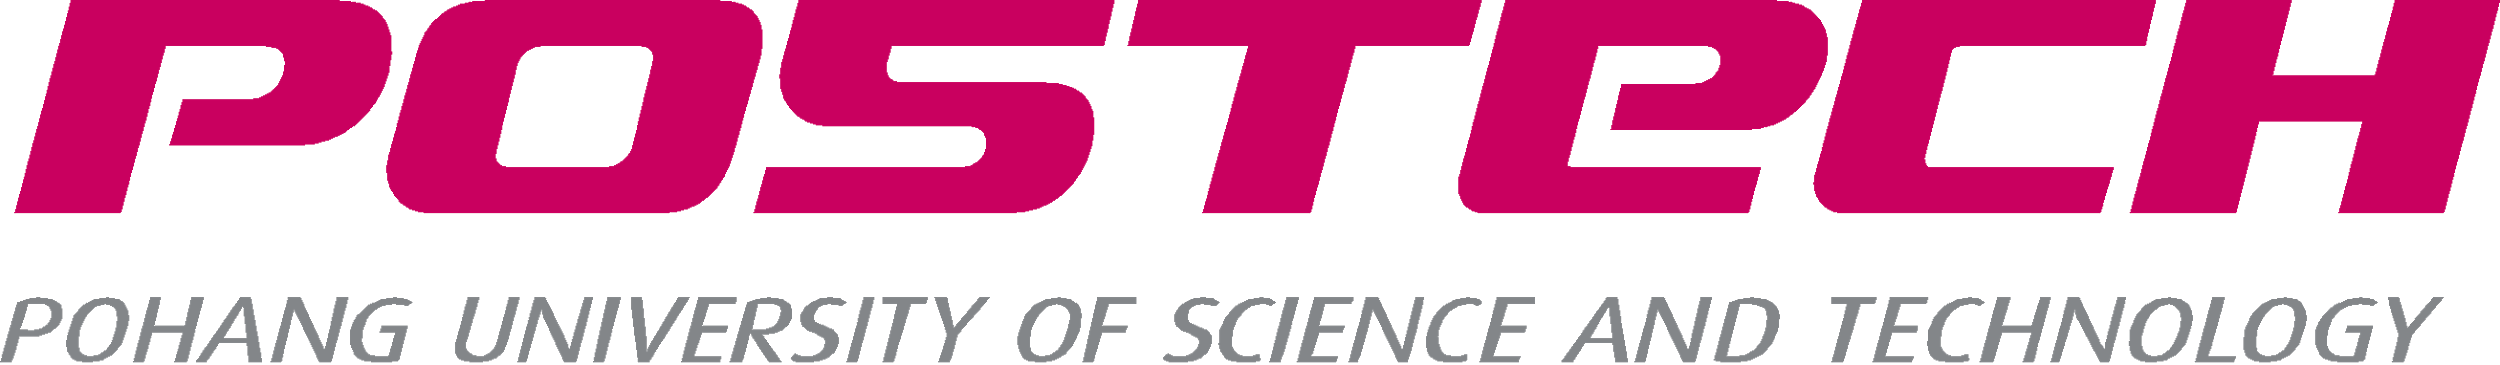 POSTECH
POHANG UNIVERSITY OF SCIENCE AND TECHNOLOGY